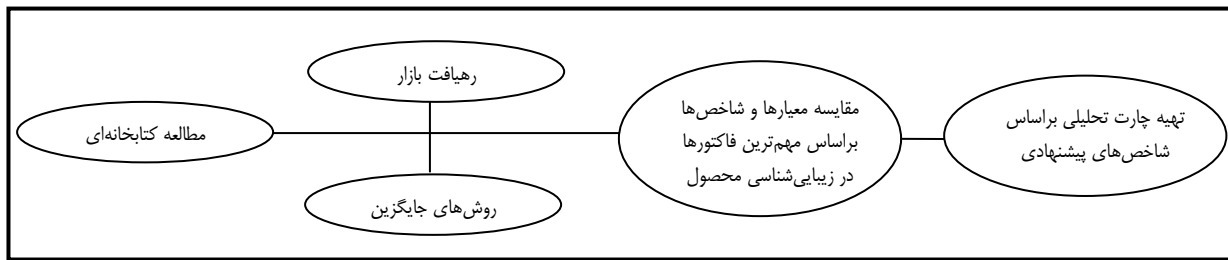 رهیافت بازار
مطالعه کتابخانه‌ای
روش‌های جایگزین
مقایسه معیارها و شاخص‌ها
براساس مهم‌ترین فاکتورها
در زیبایی‌شناسی محصول
تهیه چارت تحلیلی براساس
شاخص‌های پیشنهادی